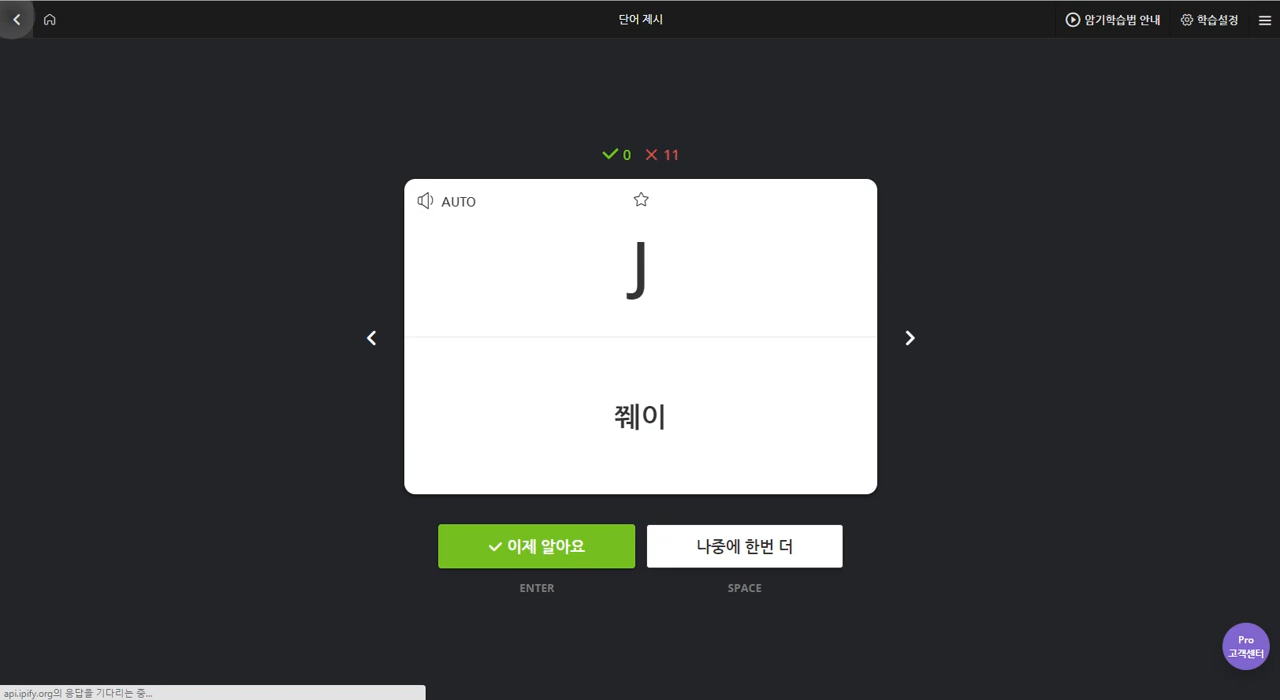 단어 제시
암기학습법 안내
학습설정
0 11
AUTO
J
쮀이
이제 알아요
나중에 한번 더
ENTER
SPACE
Pro
고객센터
api.ipify.org의 응답을 기다리는 중...